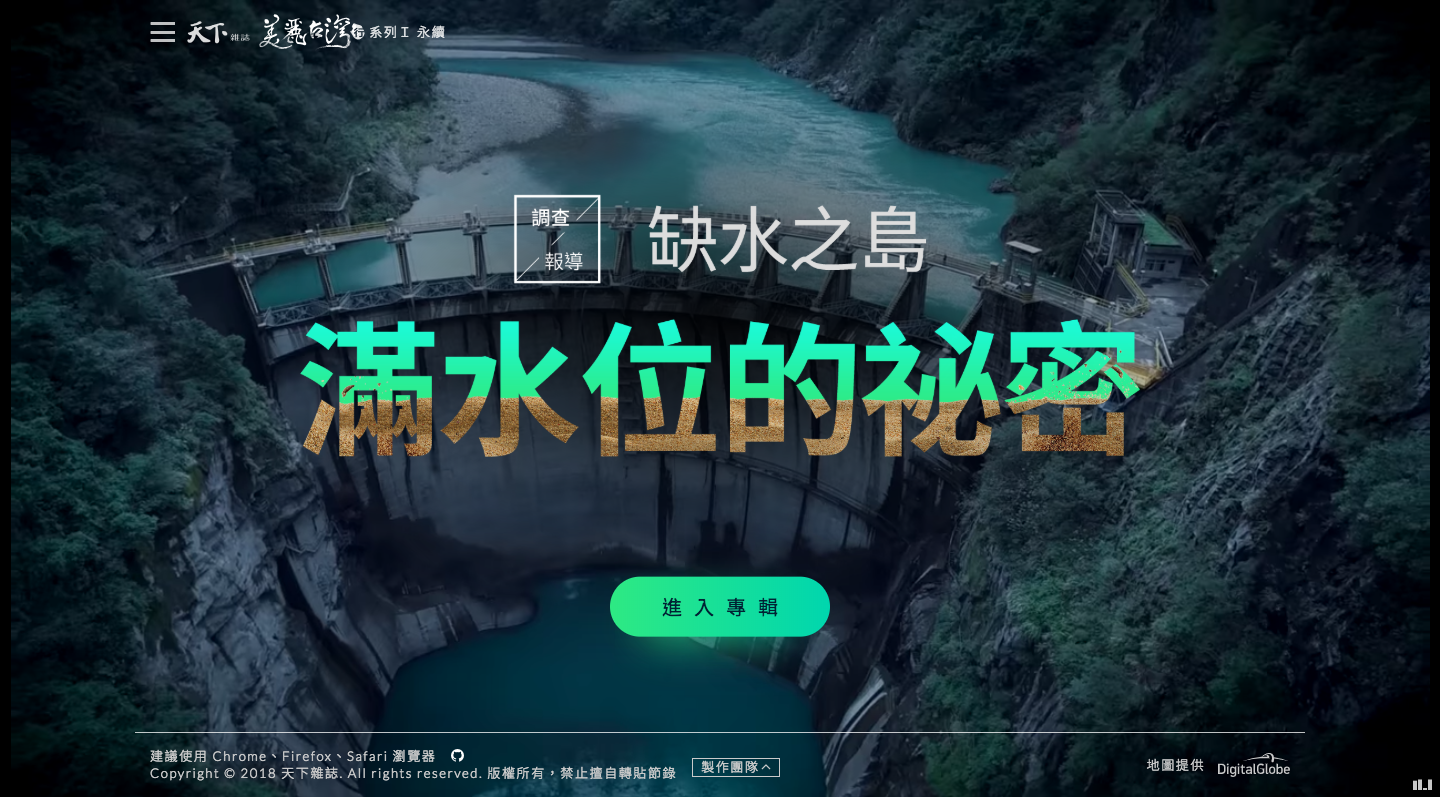 天下雜誌 美麗台灣 行 系列 I 永續
調查
報導
缺水之島
滿水位的祕密
進入專輯
建議使用 Chrome、Firefox、Safari 瀏覽器
Copyright © 2018 天下雜誌. All rights reserved. 版權所有，禁止擅自轉貼節錄
製作團隊
地圖提供
DigitalGlobe